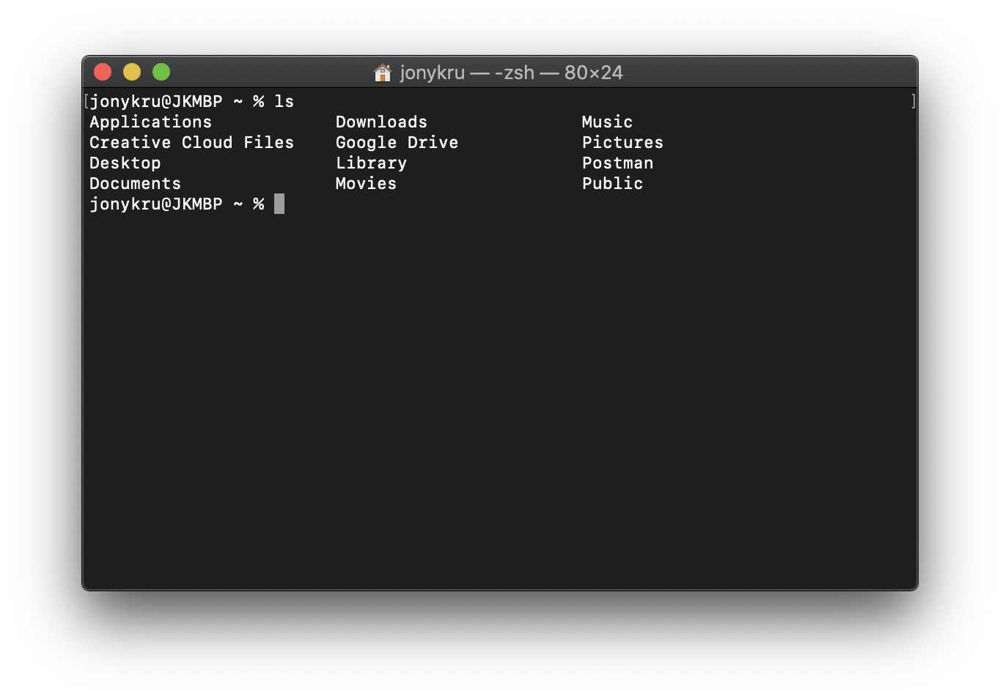 jonykru — -zsh — 80×24
[jonykru@JKMBP ~ % ls ]
Applications Downloads Music
Creative Cloud Files Google Drive Pictures
Desktop Library Postman
Documents Movies Public
jonykru@JKMBP ~ %